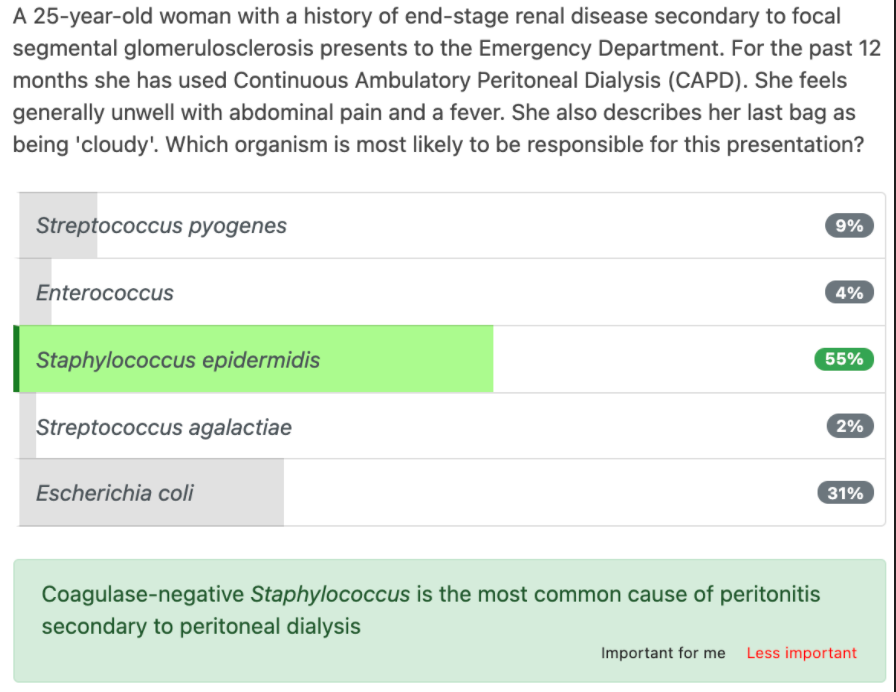 A 25-year-old woman with a history of end-stage renal disease secondary to focal
segmental glomerulosclerosis presents to the Emergency Department. For the past 12
months she has used Continuous Ambulatory Peritoneal Dialysis (CAPD). She feels
generally unwell with abdominal pain and a fever. She also describes her last bag as
being 'cloudy'. Which organism is most likely to be responsible for this presentation?
Streptococcus pyogenes 9%
Enterococcus 4%
Staphylococcus epidermidis 55%
Streptococcus agalactiae 2%
Escherichia coli 31%
Coagulase-negative Staphylococcus is the most common cause of peritonitis
secondary to peritoneal dialysis
Important for me Less important